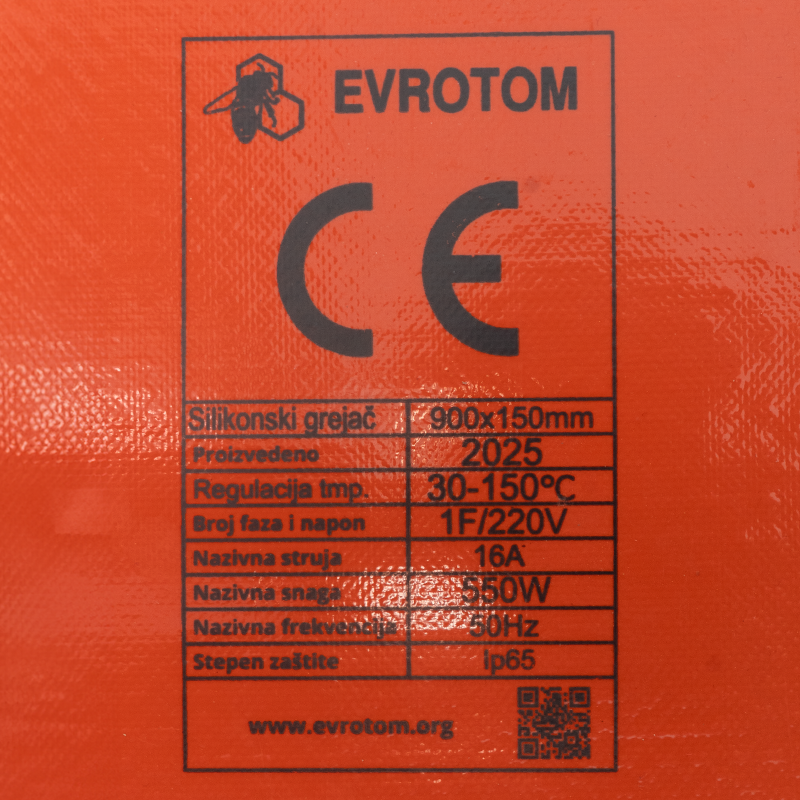 EVROTOM
CE
Silikonski grejač 900x150mm
Proizvedeno 2025
Regulacija tmp. 30-150℃
Broj faza i napon 1F/220V
Nazivna struja 16A
Nazivna snaga 550W
Nazivna frekvencija 50Hz
Stepen zaštite ip65
www.evrotom.org